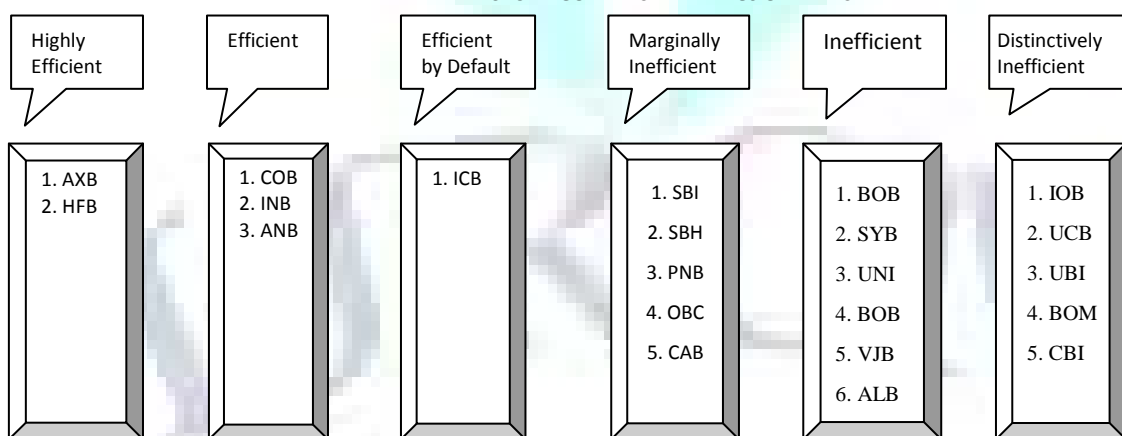 Highly
Efficient
Efficient
Efficient
by Default
Marginally
Inefficient
Inefficient
Distinctively
Inefficient
1. AXB
2. HFB
1. COB
2. INB
3. ANB
1. ICB
1. SBI
2. SBH
3. PNB
4. OBC
5. CAB
1. BOB
2. SYB
3. UNI
4. BOB
5. VJB
6. ALB
1. IOB
2. UCB
3. UBI
4. BOM
5. CBI